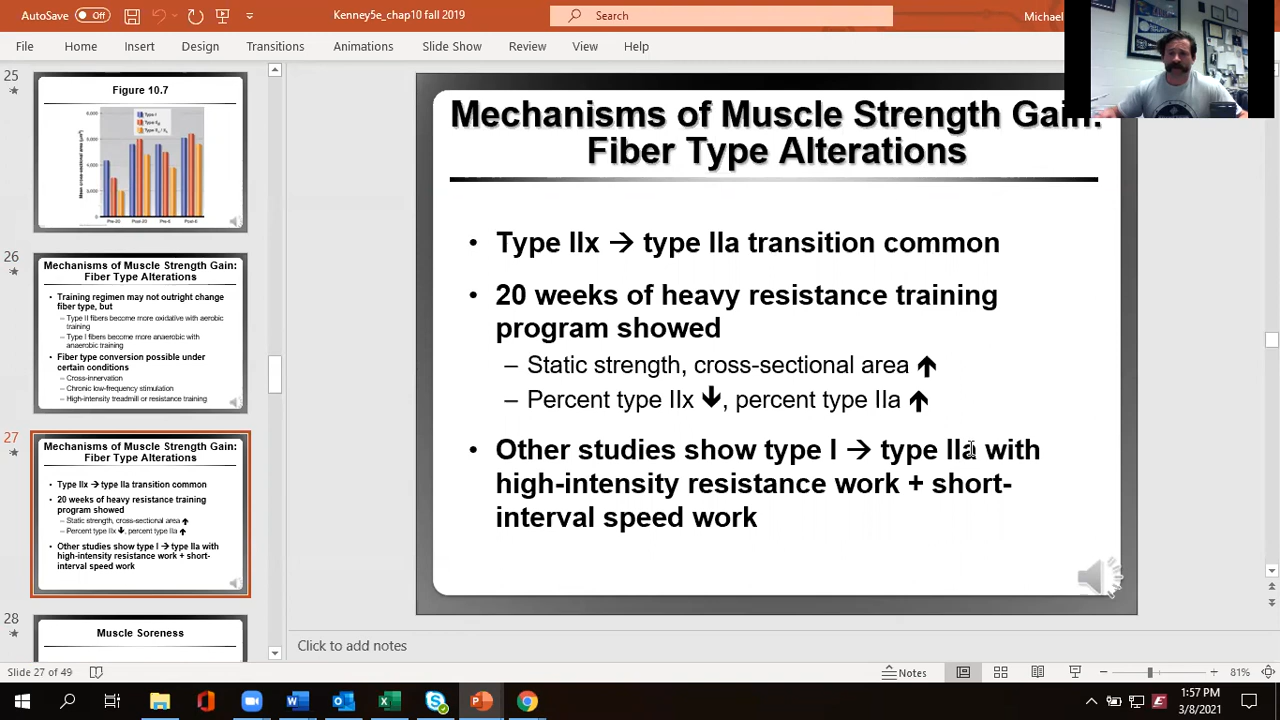 AutoSave Off
Kenney5e_chap10 fall 2019
Search
Michael
File Home Insert Design Transitions Animations Slide Show Review View Help
25
Figure 10.7
Type I
Pre-20 Post-20 Pre-6 Post-6
26
Mechanisms of Muscle Strength Gain:
Fiber Type Alterations
• Training regimen may not outright change
fiber type, but
– Type II fibers become more oxidative with aerobic
training
– Type I fibers become more anaerobic with
anaerobic training
• Fiber type conversion possible under
certain conditions
– Cross-innervation
– Chronic low-frequency stimulation
– High-intensity treadmill or resistance training
27
Mechanisms of Muscle Strength Gain:
Fiber Type Alterations
• Type IIx → type IIa transition common
• 20 weeks of heavy resistance training
program showed
– Static strength, cross-sectional area ↑
– Percent type IIx ↓, percent type IIa ↑
• Other studies show type I → type IIa with
high-intensity resistance work + short-
interval speed work
28
Muscle Soreness
Mechanisms of Muscle Strength Gain:
Fiber Type Alterations
• Type IIx → type IIa transition common
• 20 weeks of heavy resistance training
program showed
– Static strength, cross-sectional area ↑
– Percent type IIx ↓, percent type IIa ↑
• Other studies show type I → type IIa with
high-intensity resistance work + short-
interval speed work
Click to add notes
Slide 27 of 49
Notes
81%
1:57 PM
3/8/2021